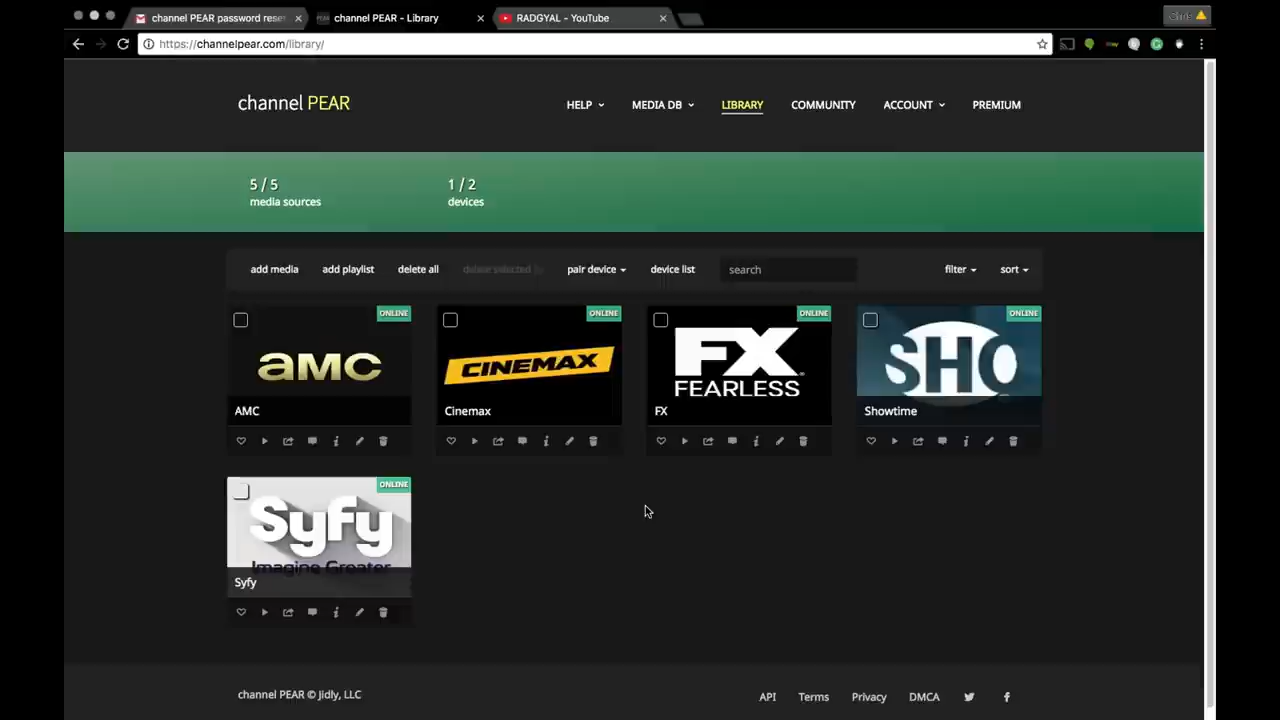 channel PEAR password rese
channel PEAR - Library
RADGYAL - YouTube
Chris
https://channelpear.com/library/
channel PEAR
HELP
MEDIA DB
LIBRARY
COMMUNITY
ACCOUNT
PREMIUM
5 / 5
media sources
1 / 2
devices
add media
add playlist
delete all
delete selected
pair device
device list
search
filter
sort
ONLINE
aMC
AMC
ONLINE
CINEMAX
Cinemax
ONLINE
FX
FEARLESS
FX
ONLINE
SHO
Showtime
ONLINE
Syfy
Imagine Greater
Syfy
channel PEAR © Jidly, LLC
API
Terms
Privacy
DMCA